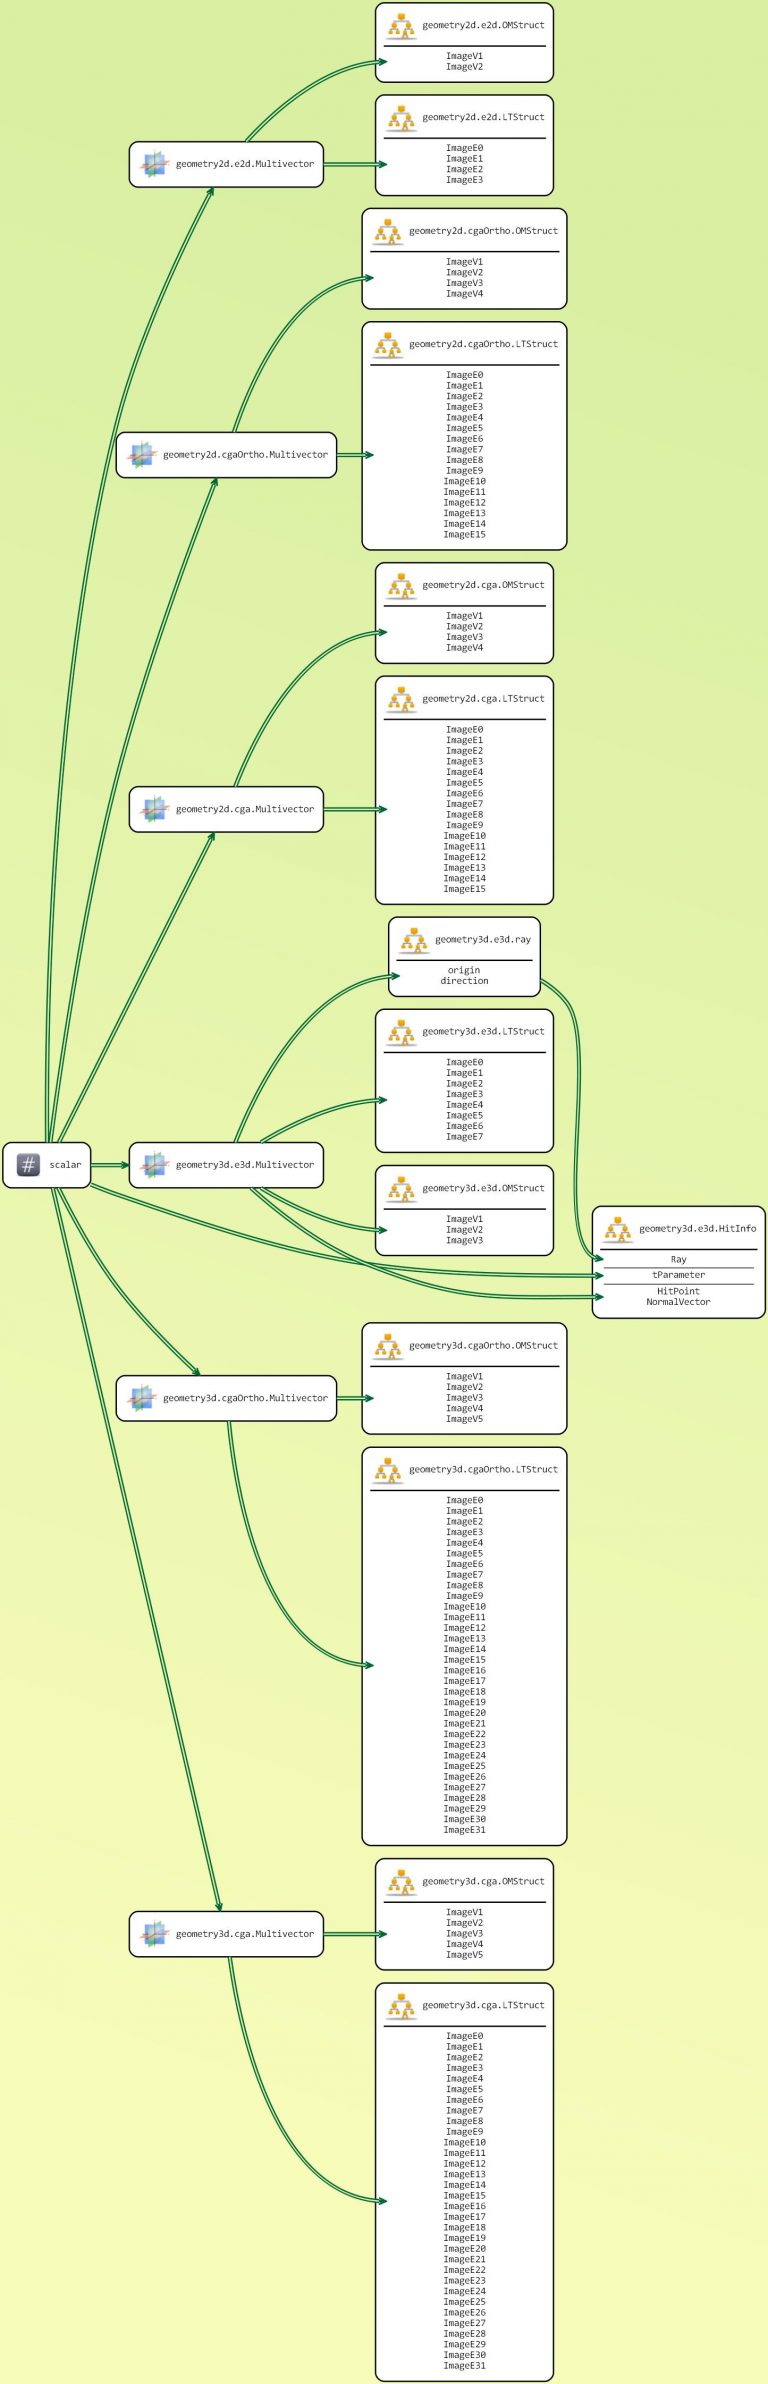 geometry2d.e2d.OMStruct
ImageV1
ImageV2
geometry2d.e2d.LTStruct
ImageE0
ImageE1
ImageE2
ImageE3
geometry2d.e2d.Multivector
geometry2d.cgaOrtho.OMStruct
ImageV1
ImageV2
ImageV3
ImageV4
geometry2d.cgaOrtho.LTStruct
ImageE0
ImageE1
ImageE2
ImageE3
ImageE4
ImageE5
ImageE6
ImageE7
ImageE8
ImageE9
ImageE10
ImageE11
ImageE12
ImageE13
ImageE14
ImageE15
geometry2d.cgaOrtho.Multivector
geometry2d.cga.OMStruct
ImageV1
ImageV2
ImageV3
ImageV4
geometry2d.cga.LTStruct
ImageE0
ImageE1
ImageE2
ImageE3
ImageE4
ImageE5
ImageE6
ImageE7
ImageE8
ImageE9
ImageE10
ImageE11
ImageE12
ImageE13
ImageE14
ImageE15
geometry2d.cga.Multivector
geometry3d.e3d.ray
origin
direction
geometry3d.e3d.LTStruct
ImageE0
ImageE1
ImageE2
ImageE3
ImageE4
ImageE5
ImageE6
ImageE7
# scalar
geometry3d.e3d.Multivector
geometry3d.e3d.OMStruct
ImageV1
ImageV2
ImageV3
geometry3d.e3d.HitInfo
Ray
tParameter
HitPoint
NormalVector
geometry3d.cgaOrtho.OMStruct
ImageV1
ImageV2
ImageV3
ImageV4
ImageV5
geometry3d.cgaOrtho.Multivector
geometry3d.cgaOrtho.LTStruct
ImageE0
ImageE1
ImageE2
ImageE3
ImageE4
ImageE5
ImageE6
ImageE7
ImageE8
ImageE9
ImageE10
ImageE11
ImageE12
ImageE13
ImageE14
ImageE15
ImageE16
ImageE17
ImageE18
ImageE19
ImageE20
ImageE21
ImageE22
ImageE23
ImageE24
ImageE25
ImageE26
ImageE27
ImageE28
ImageE29
ImageE30
ImageE31
geometry3d.cga.OMStruct
ImageV1
ImageV2
ImageV3
ImageV4
ImageV5
geometry3d.cga.Multivector
geometry3d.cga.LTStruct
ImageE0
ImageE1
ImageE2
ImageE3
ImageE4
ImageE5
ImageE6
ImageE7
ImageE8
ImageE9
ImageE10
ImageE11
ImageE12
ImageE13
ImageE14
ImageE15
ImageE16
ImageE17
ImageE18
ImageE19
ImageE20
ImageE21
ImageE22
ImageE23
ImageE24
ImageE25
ImageE26
ImageE27
ImageE28
ImageE29
ImageE30
ImageE31